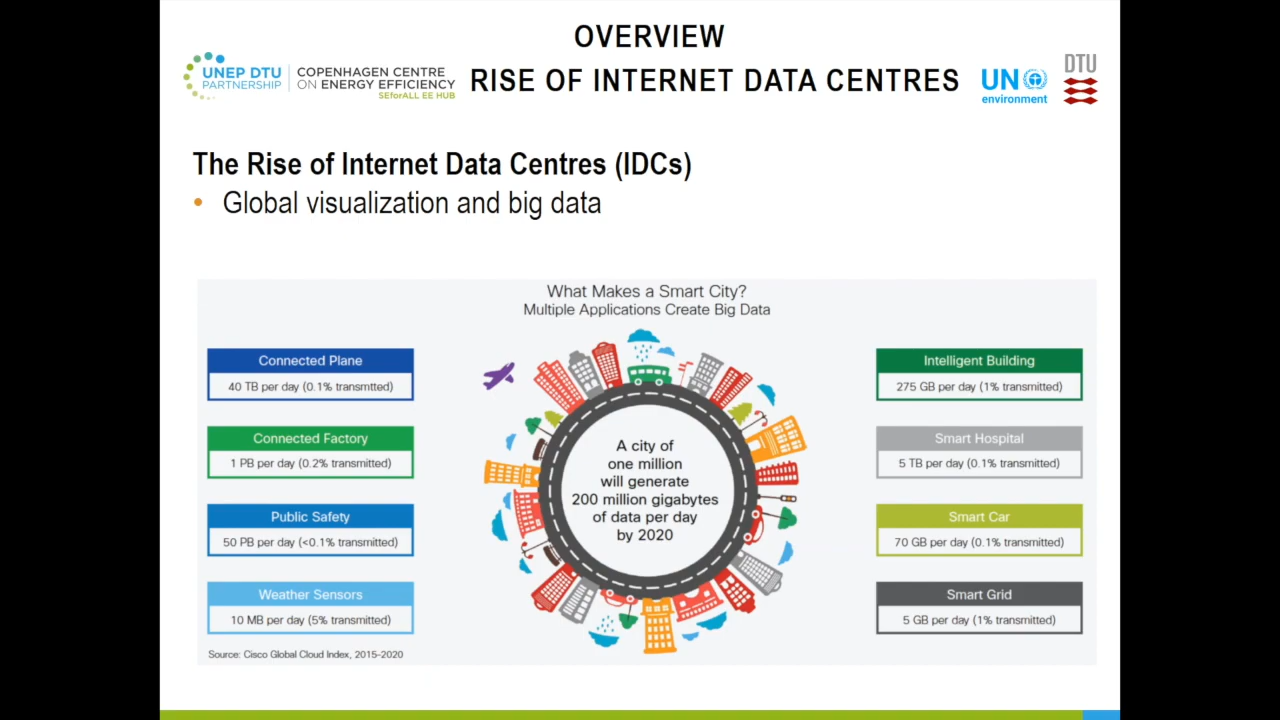 OVERVIEW
RISE OF INTERNET DATA CENTRES
UNEP DTU
PARTNERSHIP
COPENHAGEN CENTRE
ON ENERGY EFFICIENCY
SEforALL EE HUB
UN
environment
DTU
The Rise of Internet Data Centres (IDCs)
• Global visualization and big data
What Makes a Smart City?
Multiple Applications Create Big Data
Connected Plane
40 TB per day (0.1% transmtted)
Connected Factory
1 PB per day (0.2% transmitted)
Public Safety
50 PB per day (<0.1% transmitted)
Weather Sensors
10 MB per day (5% transmitted)
A city of
one million
will generate
200 million gigabytes
of data per day
by 2020
Intelligent Building
275 GB per day (1% transmitted)
Smart Hospital
5 TB per day (0.1% transmitted)
Smart Car
70 GB per day (0.1% transmitted)
Smart Grid
5 GB per day (1% transmitted)
Source: Cisco Global Cloud Index, 2015-2020